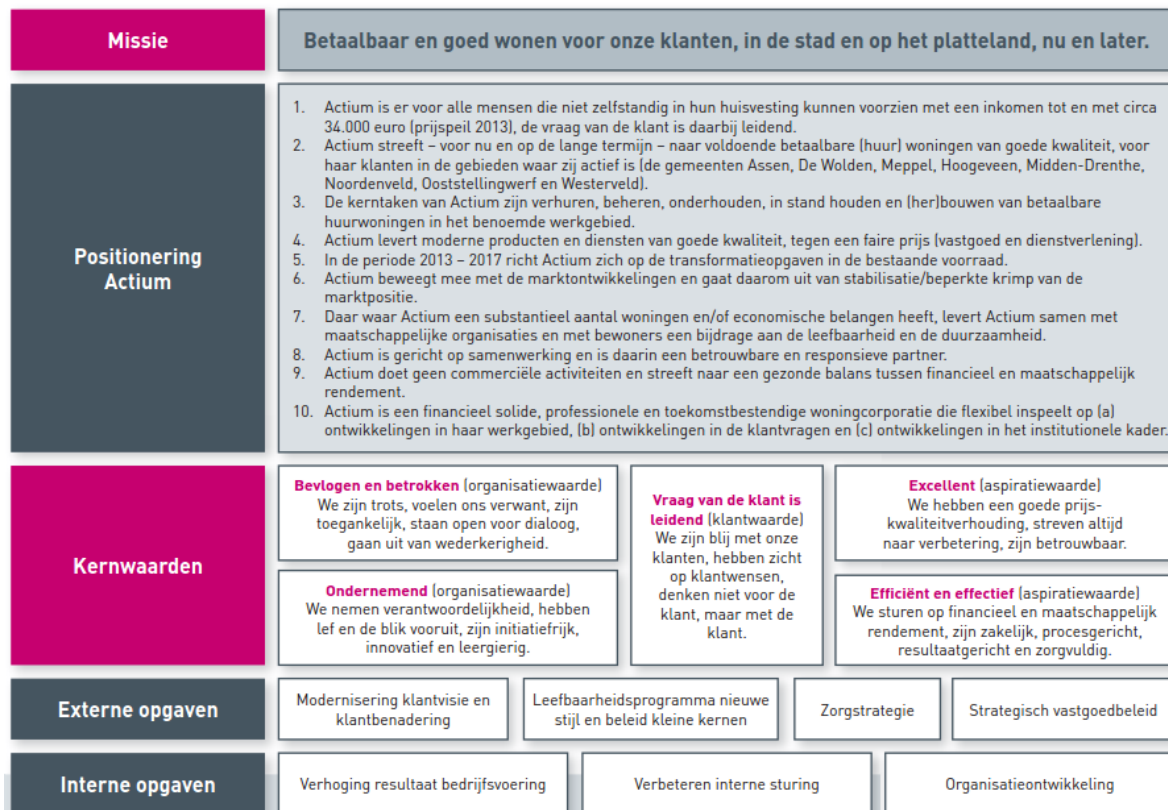 Missie
Betaalbaar en goed wonen voor onze klanten, in de stad en op het platteland, nu en later.
Positionering
Actium
1. Actium is er voor alle mensen die niet zelfstandig in hun huisvesting kunnen voorzien met een inkomen tot en met circa
34.000 euro (prijspeil 2013), de vraag van de klant is daarbij leidend.
2. Actium streeft – voor nu en op de lange termijn – naar voldoende betaalbare (huur) woningen van goede kwaliteit, voor
haar klanten in de gebieden waar zij actief is (de gemeenten Assen, De Wolden, Meppel, Hoogeveen, Midden-Drenthe,
Noordenveld, Ooststellingwerf en Westerveld).
3. De kerntaken van Actium zijn verhuren, beheren, onderhouden, in stand houden en (her)bouwen van betaalbare
huurwoningen in het benoemde werkgebied.
4. Actium levert moderne producten en diensten van goede kwaliteit, tegen een faire prijs (vastgoed en dienstverlening).
5. In de periode 2013 – 2017 richt Actium zich op de transformatieopgaven in de bestaande voorraad.
6. Actium beweegt mee met de marktontwikkelingen en gaat daarom uit van stabilisatie/beperkte krimp van de
marktpositie.
7. Daar waar Actium een substantieel aantal woningen en/of economische belangen heeft, levert Actium samen met
maatschappelijke organisaties en met bewoners een bijdrage aan de leefbaarheid en de duurzaamheid.
8. Actium is gericht op samenwerking en is daarin een betrouwbare en responsieve partner.
9. Actium doet geen commerciële activiteiten en streeft naar een gezonde balans tussen financieel en maatschappelijk
rendement.
10. Actium is een financieel solide, professionele en toekomstbestendige woningcorporatie die flexibel inspeelt op (a)
ontwikkelingen in haar werkgebied, (b) ontwikkelingen in de klantvragen en (c) ontwikkelingen in het institutionele kader.
Kernwaarden
Bevlogen en betrokken (organisatiewaarde)
We zijn trots, voelen ons verwant, zijn
toegankelijk, staan open voor dialoog,
gaan uit van wederkerigheid.
Ondernemend (organisatiewaarde)
We nemen verantwoordelijkheid, hebben
lef en de blik vooruit, zijn initiatiefrijk,
innovatief en leergierig.
Vraag van de klant is
leidend (klantwaarde)
We zijn blij met onze
klanten, hebben zicht
op klantwensen,
denken niet voor de
klant, maar met de
klant.
Excellent (aspiratiewaarde)
We hebben een goede prijs-
kwaliteitverhouding, streven altijd
naar verbetering, zijn betrouwbaar.
Efficiënt en effectief (aspiratiewaarde)
We sturen op financieel en maatschappelijk
rendement, zijn zakelijk, procesgericht,
resultaatgericht en zorgvuldig.
Externe opgaven
Modernisering klantvisie en
klantbenadering
Leefbaarheidsprogramma nieuwe
stijl en beleid kleine kernen
Zorgstrategie
Strategisch vastgoedbeleid
Interne opgaven
Verhoging resultaat bedrijfsvoering
Verbeteren interne sturing
Organisatieontwikkeling